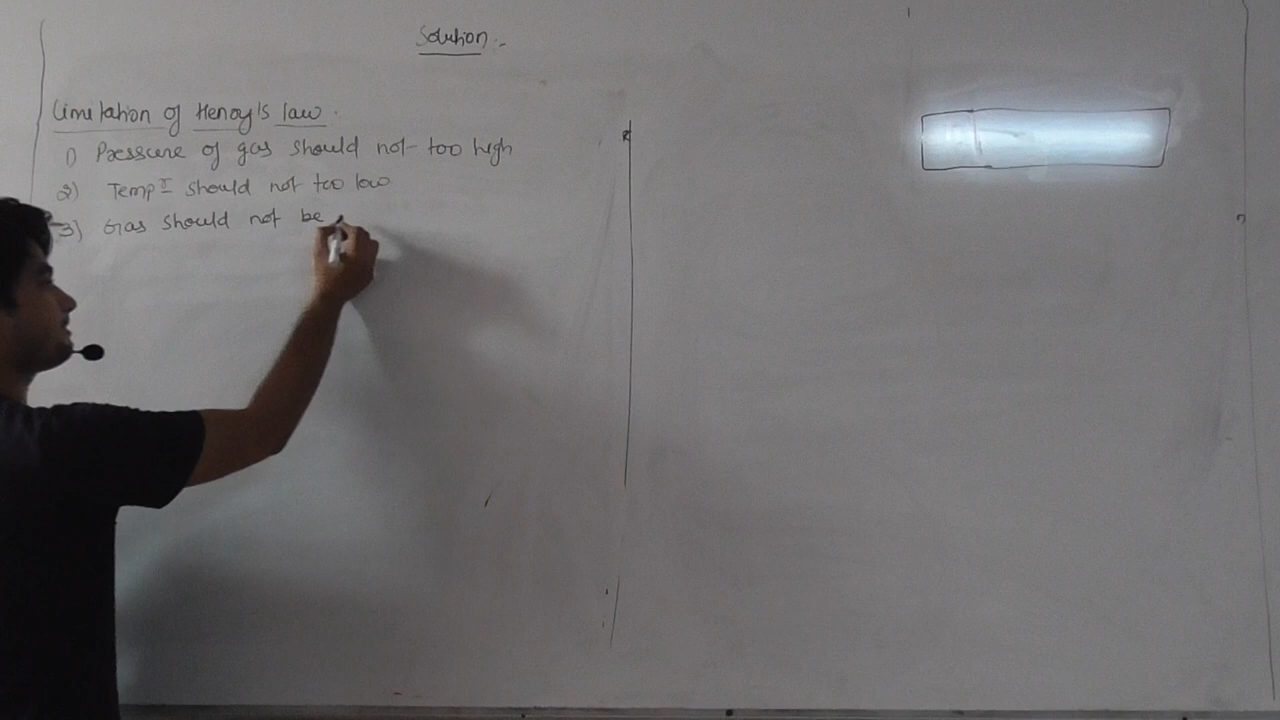 Solution :-
Limitation of Henry's law.
1) Pressure of gas should not too high
2) Tempr should not too low
3) Gas should not be